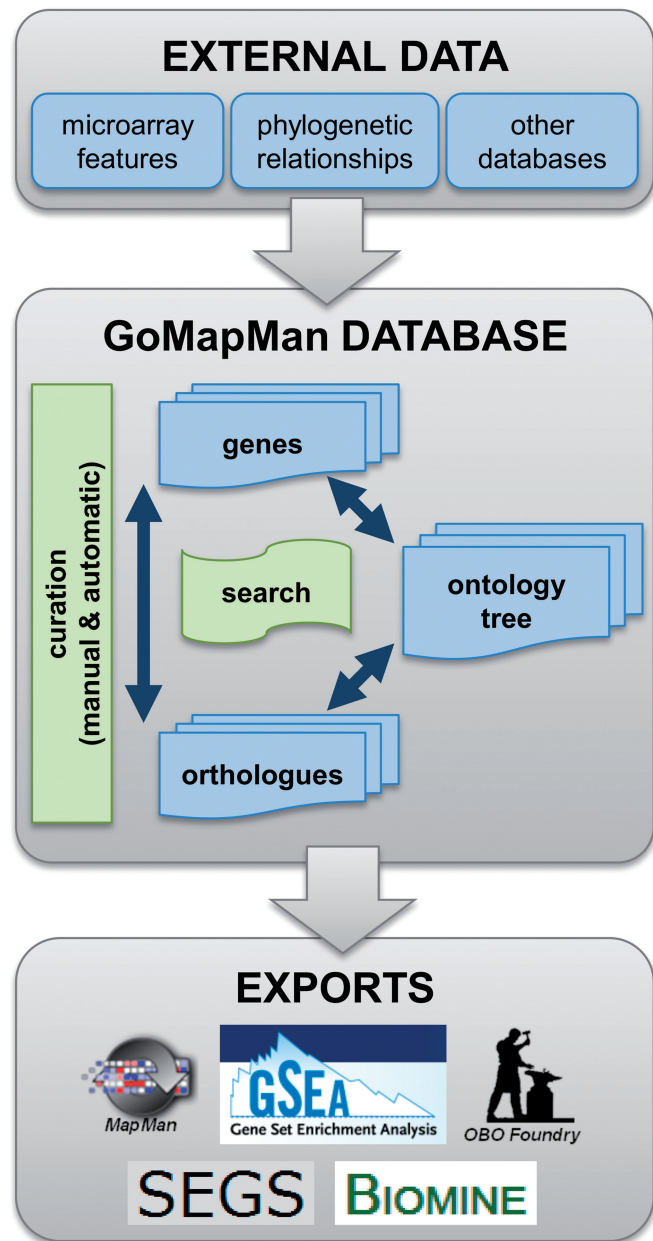 EXTERNAL DATA
microarray
features
phylogenetic
relationships
other
databases
GoMapMan DATABASE
curation
(manual & automatic)
genes
search
ontology
tree
orthologues
EXPORTS
MapMan
GSEA
Gene Set Enrichment Analysis
OBO Foundry
SEGS
BIOMINE